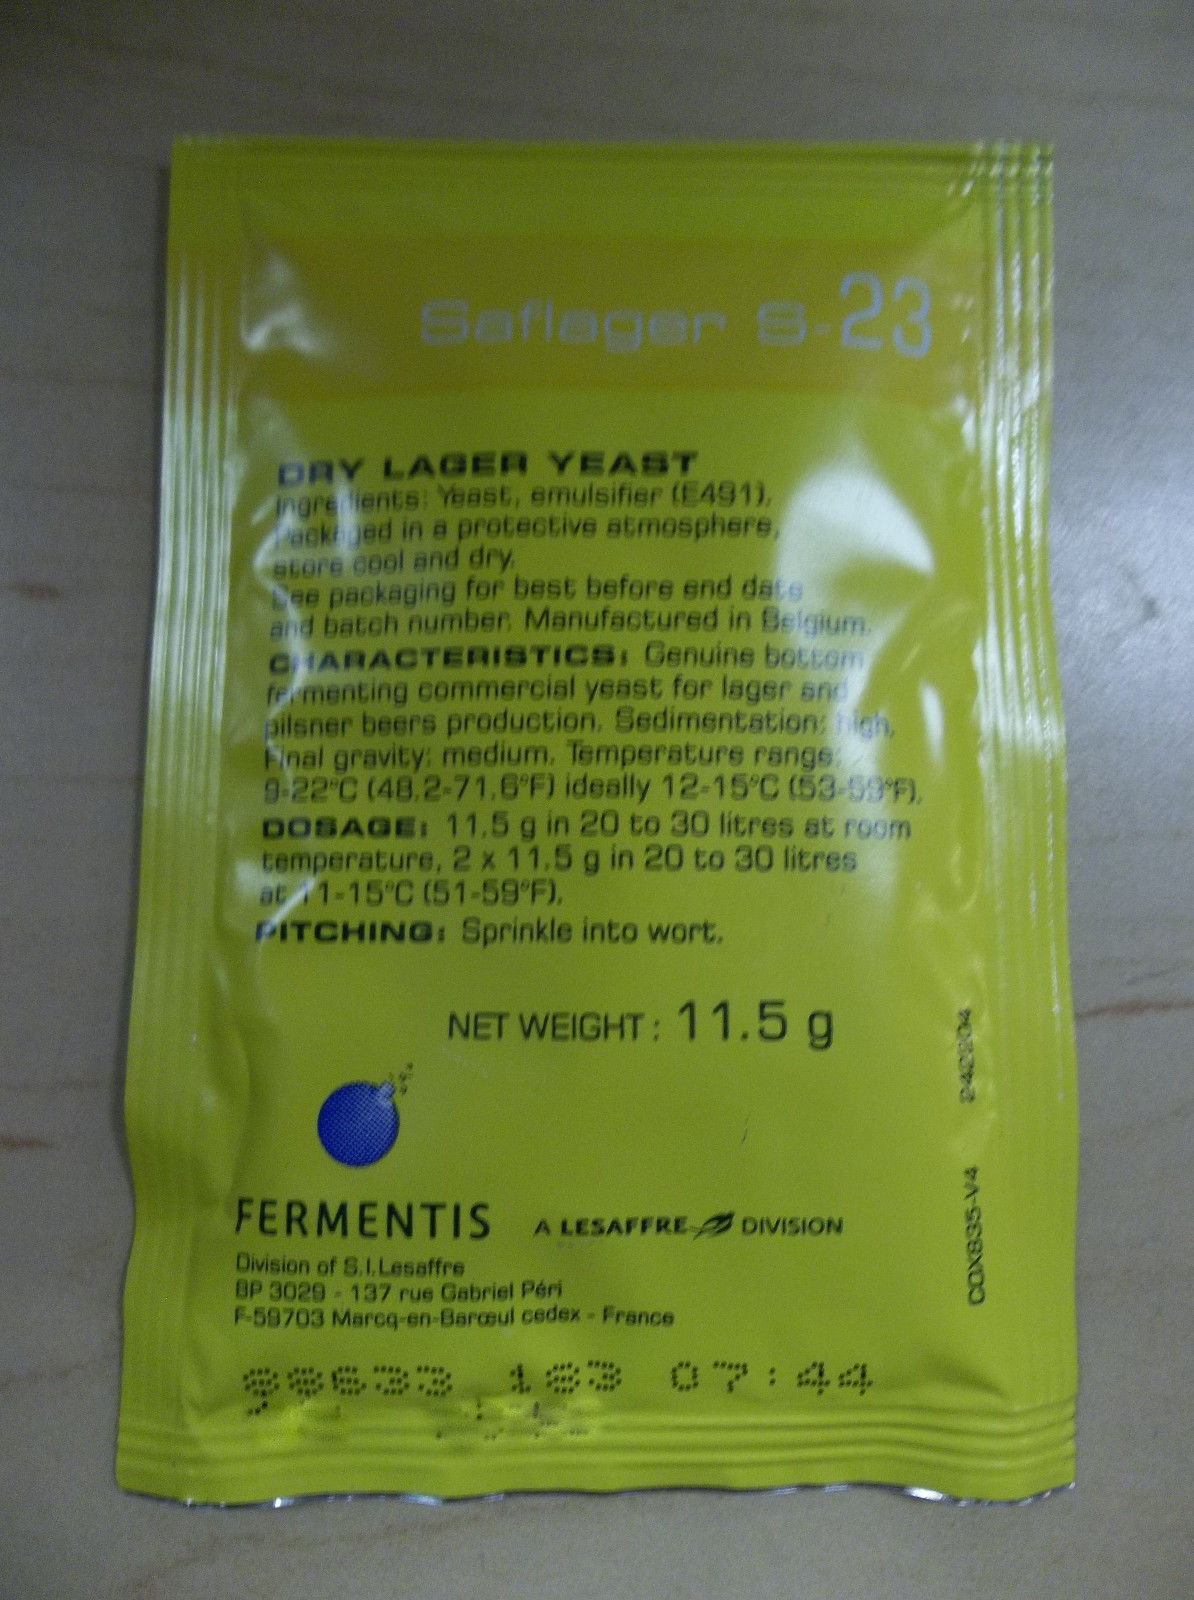 Saflager S-23
DRY LAGER YEAST
Ingredients: Yeast, emulsifier (E491).
Packaged in a protective atmosphere,
store cool and dry.
See packaging for best before end date
and batch number. Manufactured in Belgium.
CHARACTERISTICS: Genuine bottom
fermenting commercial yeast for lager and
pilsner beers production. Sedimentation: high.
Final gravity: medium. Temperature range:
9-22°C (48.2-71.6°F) ideally 12-15°C (53-59°F).
DOSAGE: 11.5 g in 20 to 30 litres at room
temperature, 2 x 11.5 g in 20 to 30 litres
at 11-15°C (51-59°F).
PITCHING: Sprinkle into wort.
NET WEIGHT : 11.5 g
FERMENTIS
A LESAFFRE DIVISION
Division of S.I.Lesaffre
BP 3029 - 137 rue Gabriel Péri
F-59703 Marcq-en-Barœul cedex - France
07:44